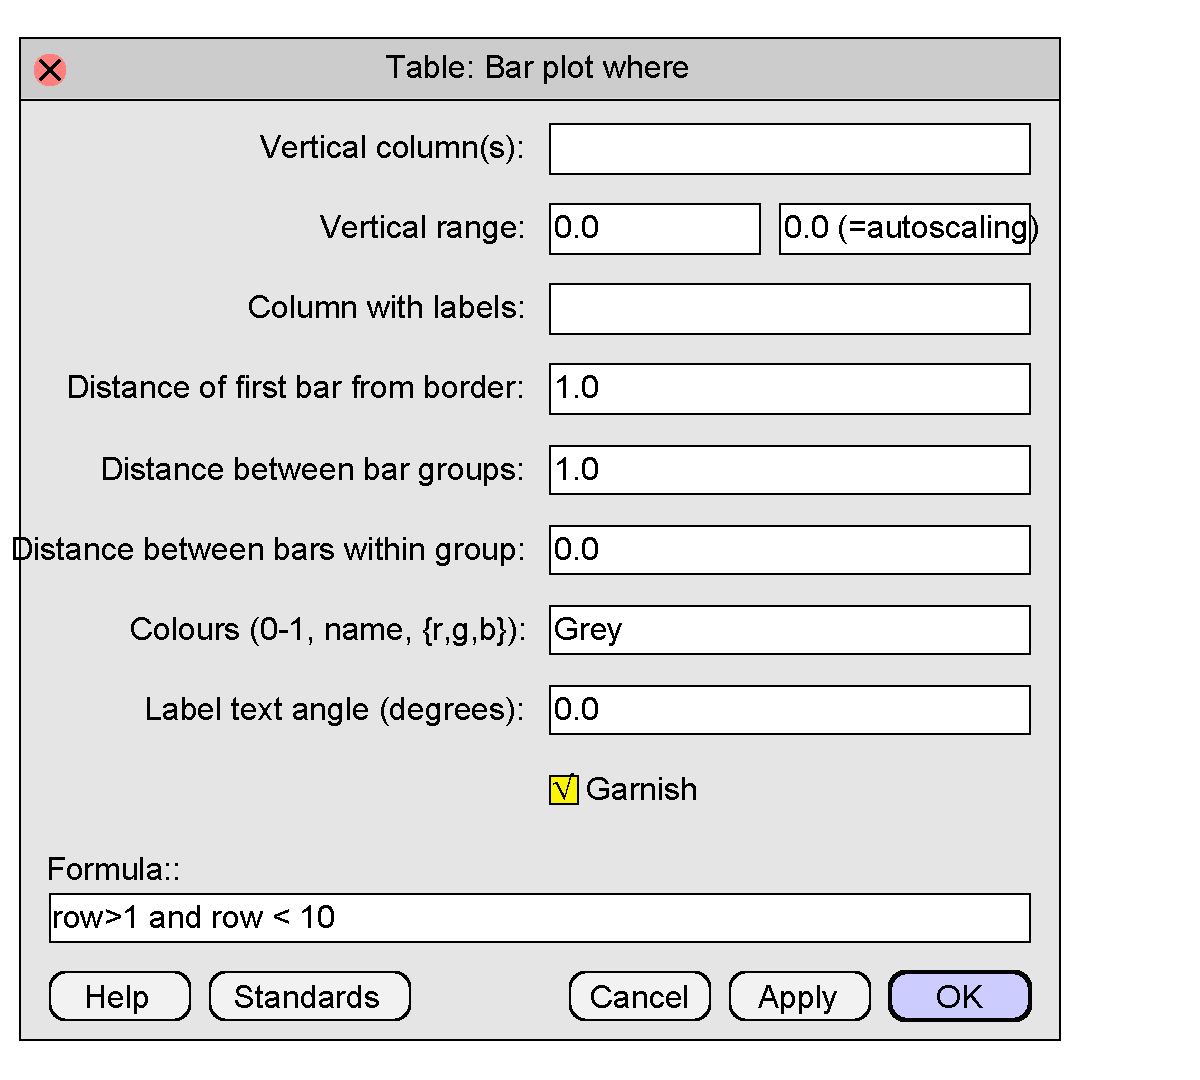 Table: Bar plot where
Vertical column(s):
Vertical range: 0.0 0.0 (=autoscaling)
Column with labels:
Distance of first bar from border: 1.0
Distance between bar groups: 1.0
Distance between bars within group: 0.0
Colours (0-1, name, {r,g,b}): Grey
Label text angle (degrees): 0.0
√ Garnish
Formula::
row>1 and row < 10
Help Standards Cancel Apply OK